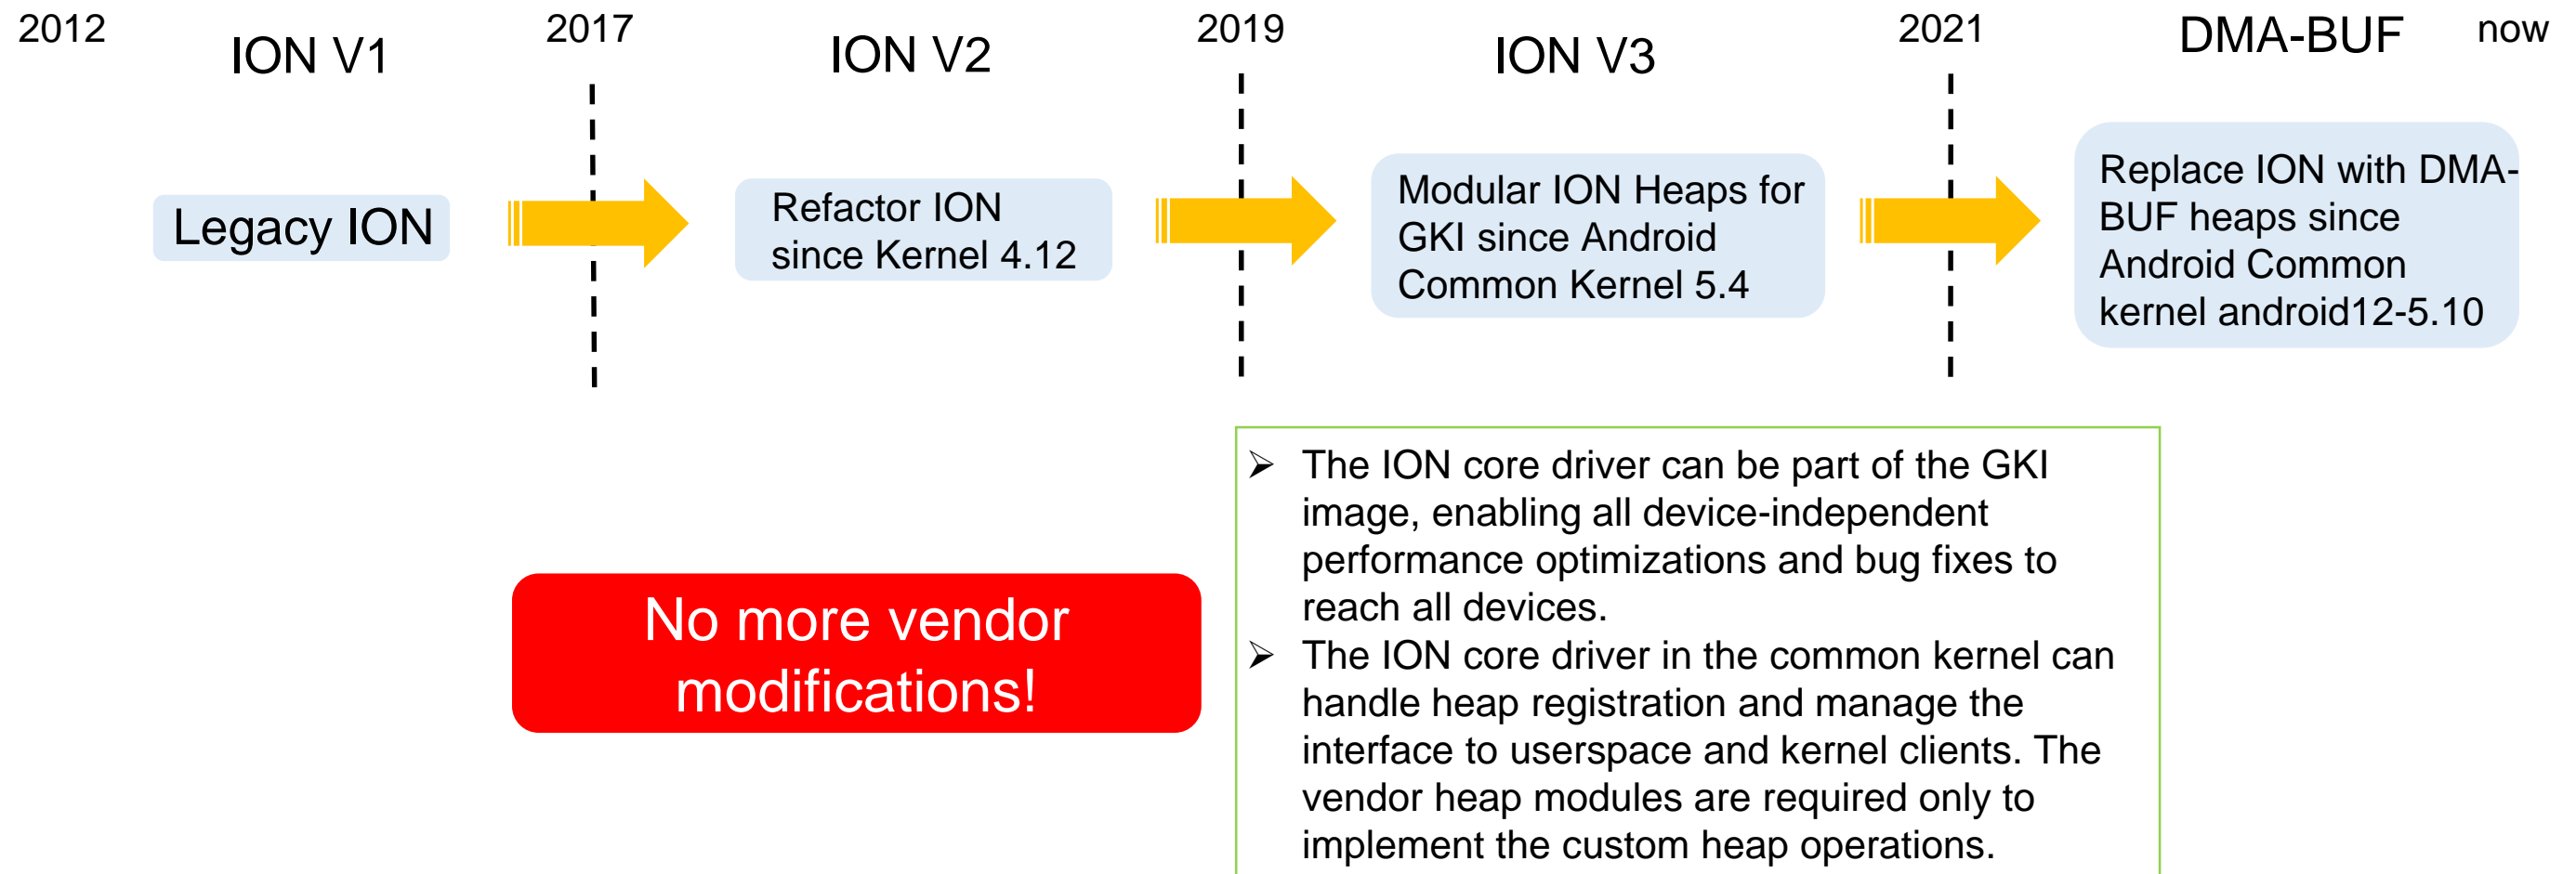 2012
ION V1
2017
ION V2
2019
ION V3
2021
DMA-BUF
now
Legacy ION
Refactor ION
since Kernel 4.12
Modular ION Heaps for
GKI since Android
Common Kernel 5.4
Replace ION with DMA-
BUF heaps since
Android Common
kernel android12-5.10
No more vendor
modifications!
➢ The ION core driver can be part of the GKI
image, enabling all device-independent
performance optimizations and bug fixes to
reach all devices.
➢ The ION core driver in the common kernel can
handle heap registration and manage the
interface to userspace and kernel clients. The
vendor heap modules are required only to
implement the custom heap operations.